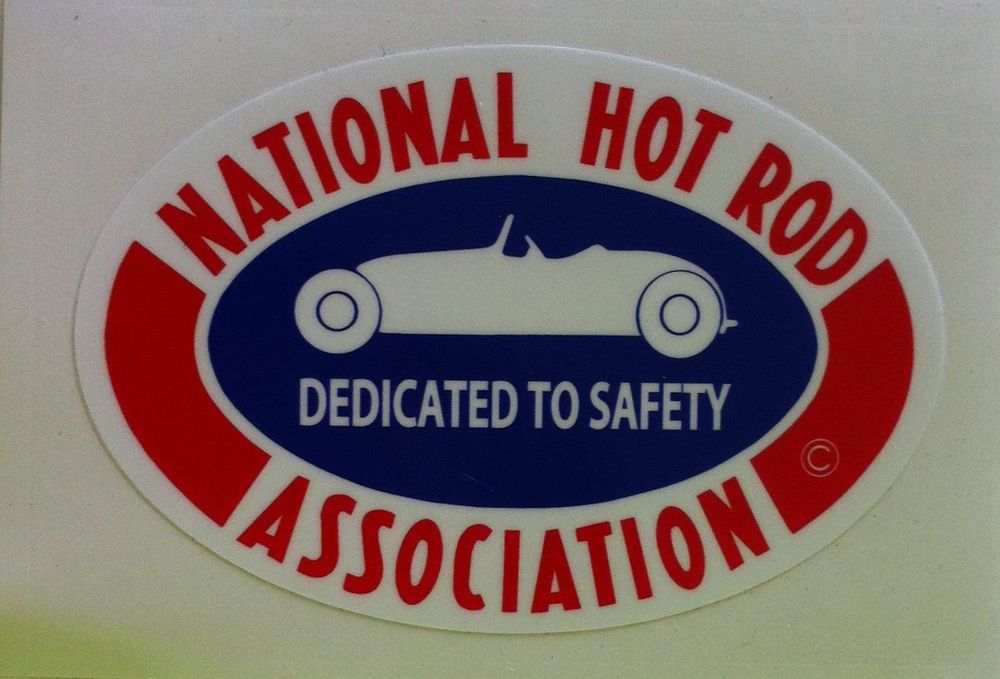 NATIONAL HOT ROD
DEDICATED TO SAFETY
©
ASSOCIATION